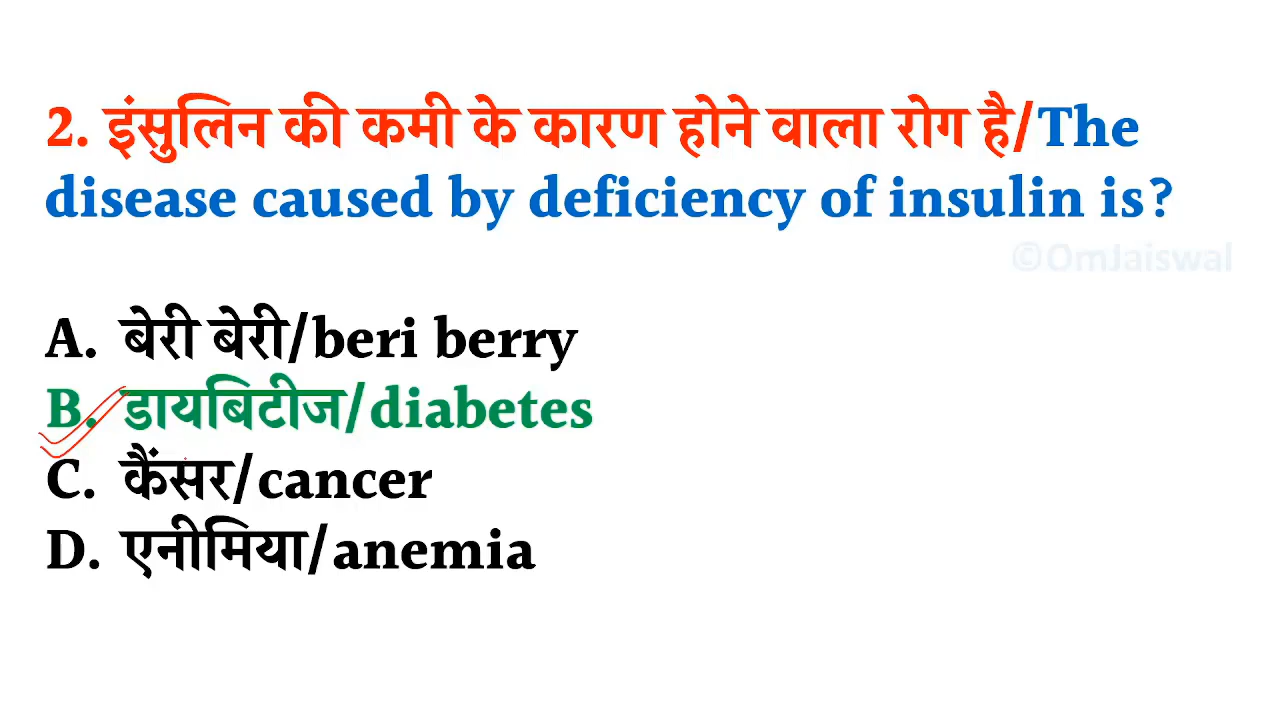 2. इंसुलिन की कमी के कारण होने वाला रोग है/The
disease caused by deficiency of insulin is?
©OmJaiswal
A. बेरी बेरी/beri berry
B. डायबिटीज/diabetes
C. कैंसर/cancer
D. एनीमिया/anemia